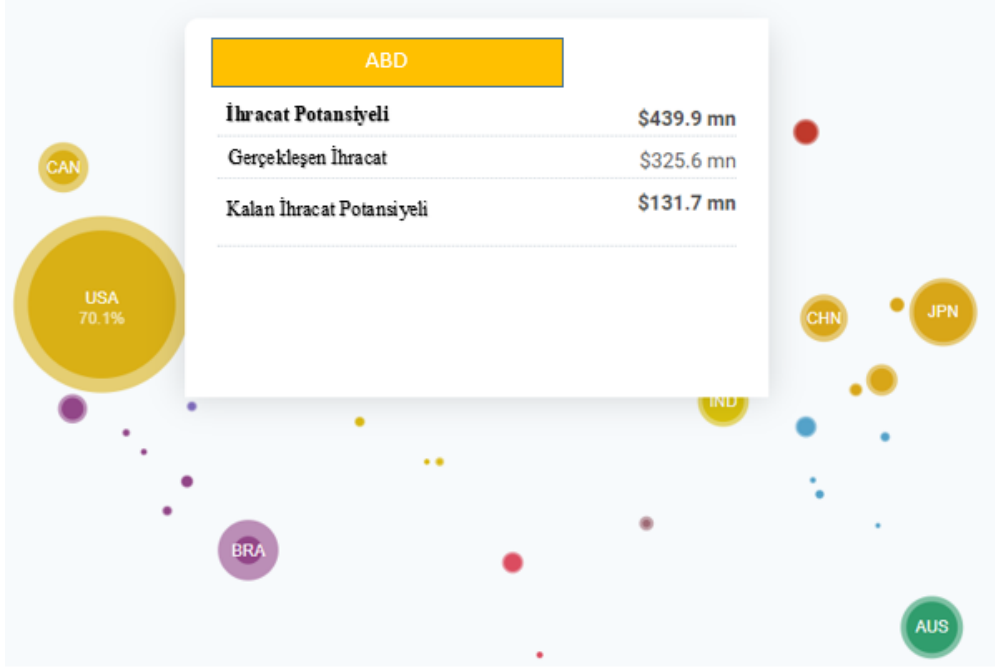 ABD
İhracat Potansiyeli $439.9 mn
Gerçekleşen İhracat $325.6 mn
Kalan İhracat Potansiyeli $131.7 mn
CAN
USA
70.1%
CHN
JPN
IND
BRA
AUS